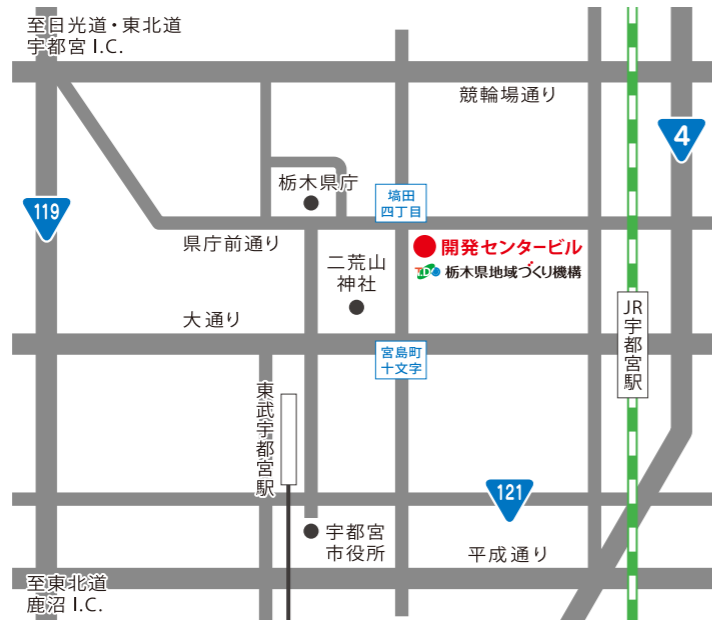 至日光道・東北道
宇都宮 I.C.
競輪場通り
4
栃木県庁
塙田
四丁目
119
県庁前通り
開発センタービル
二荒山
神社
TDC 栃木県地域づくり機構
大通り
JR宇都宮駅
宮島町
十文字
東武宇都宮駅
121
宇都宮
市役所
平成通り
至東北道
鹿沼 I.C.